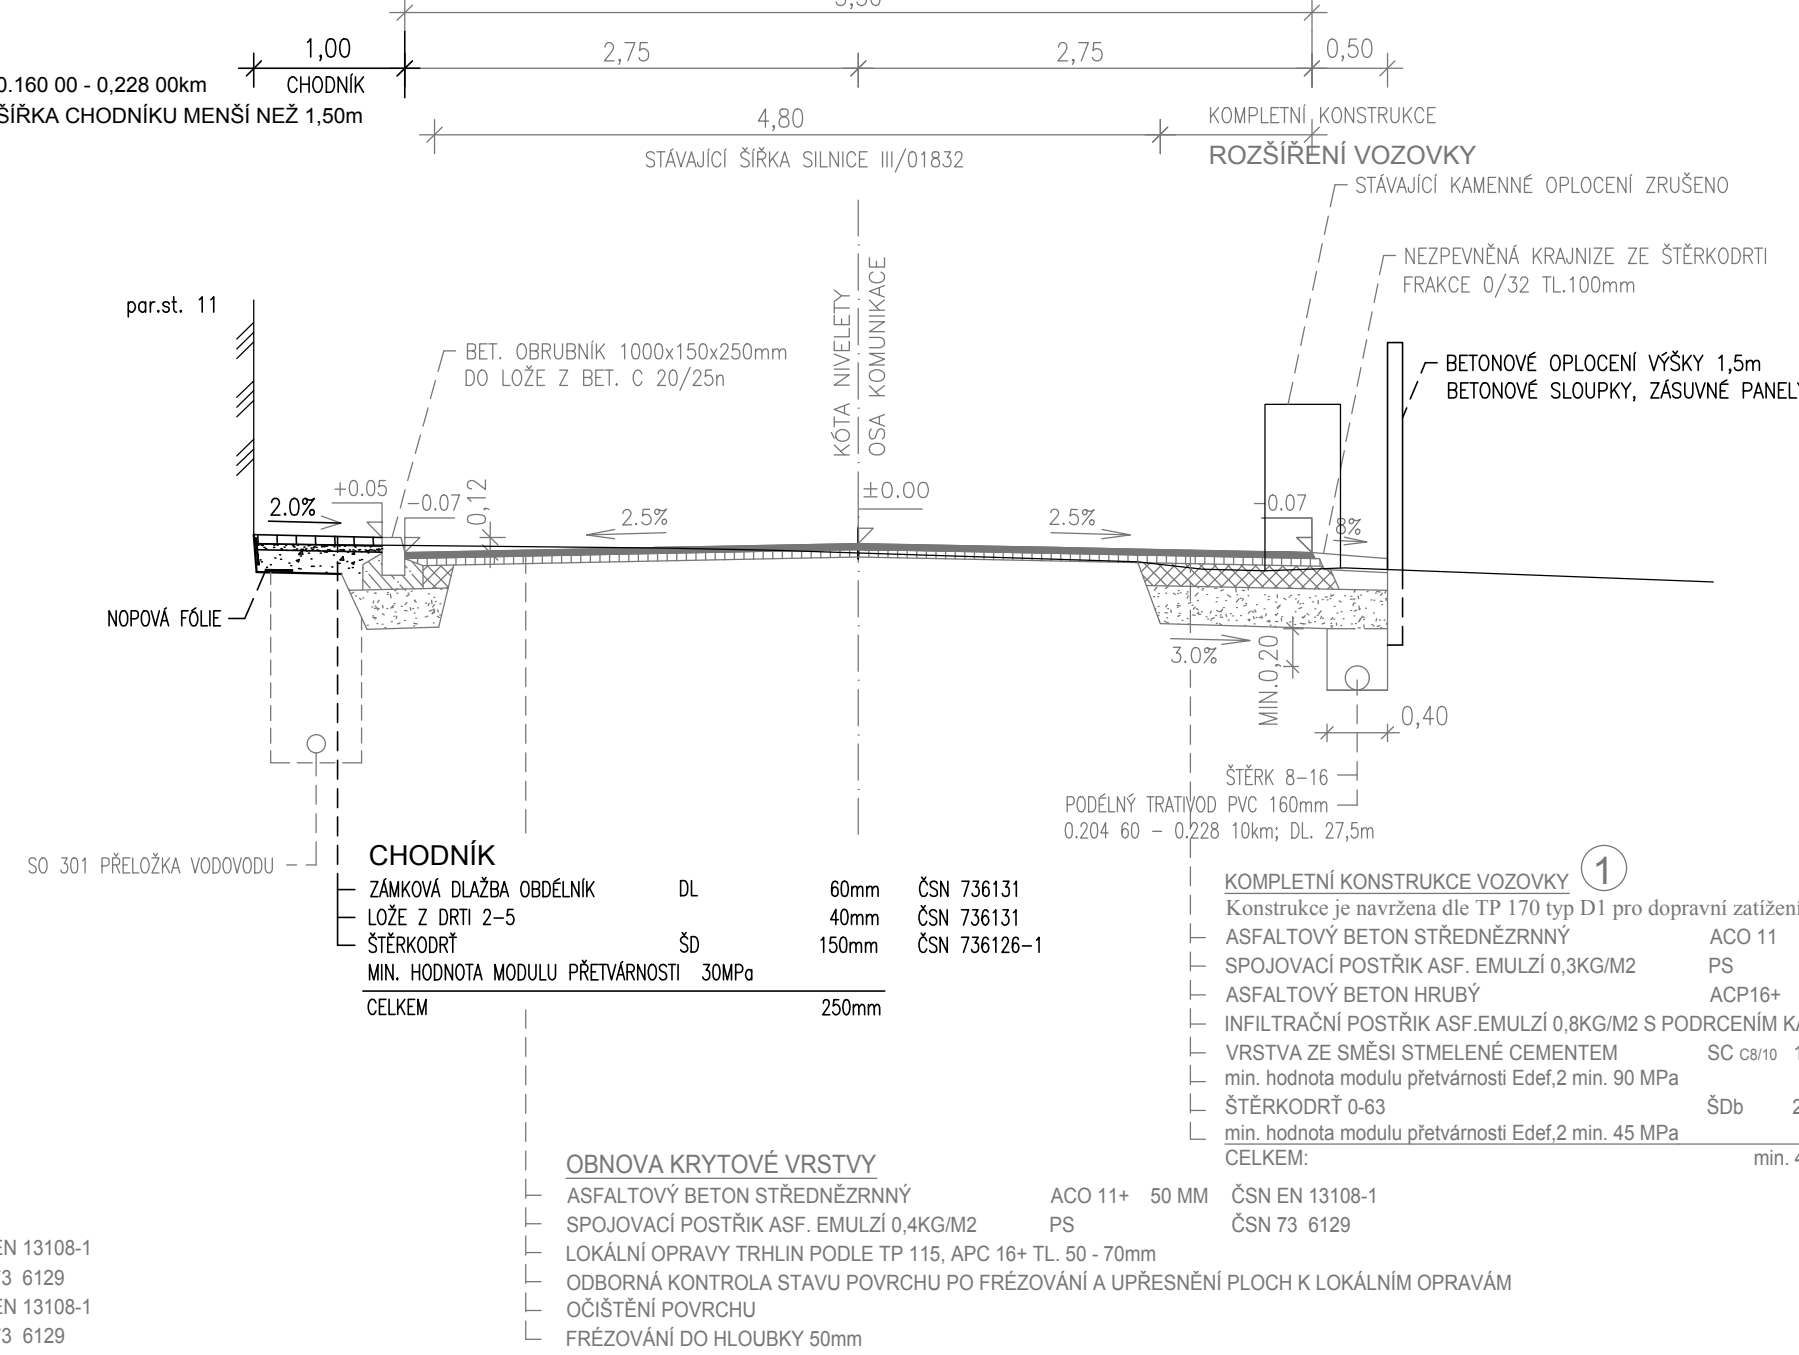 1,00
2,75
2,75
0,50
0.160 00 - 0,228 00km
CHODNÍK
ŠÍŘKA CHODNÍKU MENŠÍ NEŽ 1,50m
4,80
KOMPLETNÍ KONSTRUKCE
STÁVAJÍCÍ ŠÍŘKA SILNICE III/01832
ROZŠÍŘENÍ VOZOVKY
STÁVAJÍCÍ KAMENNÉ OPLOCENÍ ZRUŠENO
NEZPEVNĚNÁ KRAJNIZE ZE ŠTĚRKODRTI
FRAKCE 0/32 TL.100mm
par.st. 11
KÓTA NIVELETY
OSA KOMUNIKACE
BET. OBRUBNÍK 1000x150x250mm
DO LOŽE Z BET. C 20/25n
BETONOVÉ OPLOCENÍ VÝŠKY 1,5m
BETONOVÉ SLOUPKY, ZÁSUVNÉ PANELY
+0.05
-0.07
0,12
±0.00
-0.07
2.0%
2.5%
2.5%
8%
NOPOVÁ FÓLIE
3.0%
MIN.0,20
0,40
ŠTĚRK 8-16
PODÉLNÝ TRATIVOD PVC 160mm
0.204 60 - 0.228 10km; DL. 27,5m
SO 301 PŘELOŽKA VODOVODU
CHODNÍK
ZÁMKOVÁ DLAŽBA OBDÉLNÍK DL 60mm ČSN 736131
LOŽE Z DRTI 2-5 40mm ČSN 736131
ŠTĚRKODRŤ ŠD 150mm ČSN 736126-1
MIN. HODNOTA MODULU PŘETVÁRNOSTI 30MPa
CELKEM 250mm
KOMPLETNÍ KONSTRUKCE VOZOVKY 1
Konstrukce je navržena dle TP 170 typ D1 pro dopravní zatížení
ASFALTOVÝ BETON STŘEDNĚZRNNÝ ACO 11
SPOJOVACÍ POSTŘIK ASF. EMULZÍ 0,3KG/M2 PS
ASFALTOVÝ BETON HRUBÝ ACP16+
INFILTRAČNÍ POSTŘIK ASF.EMULZÍ 0,8KG/M2 S PODRCENÍM
VRSTVA ZE SMĚSI STMELENÉ CEMENTEM SC C8/10
min. hodnota modulu přetvárnosti Edef,2 min. 90 MPa
ŠTĚRKODRŤ 0-63 ŠDb
min. hodnota modulu přetvárnosti Edef,2 min. 45 MPa
CELKEM: min.
OBNOVA KRYTOVÉ VRSTVY
ASFALTOVÝ BETON STŘEDNĚZRNNÝ ACO 11+ 50 MM ČSN EN 13108-1
SPOJOVACÍ POSTŘIK ASF. EMULZÍ 0,4KG/M2 PS ČSN 73 6129
LOKÁLNÍ OPRAVY TRHLIN PODLE TP 115, APC 16+ TL. 50 - 70mm
ODBORNÁ KONTROLA STAVU POVRCHU PO FRÉZOVÁNÍ A UPŘESNĚNÍ PLOCH K LOKÁLNÍM OPRAVÁM
OČIŠTĚNÍ POVRCHU
FRÉZOVÁNÍ DO HLOUBKY 50mm
EN 13108-1
73 6129
EN 13108-1
73 6129